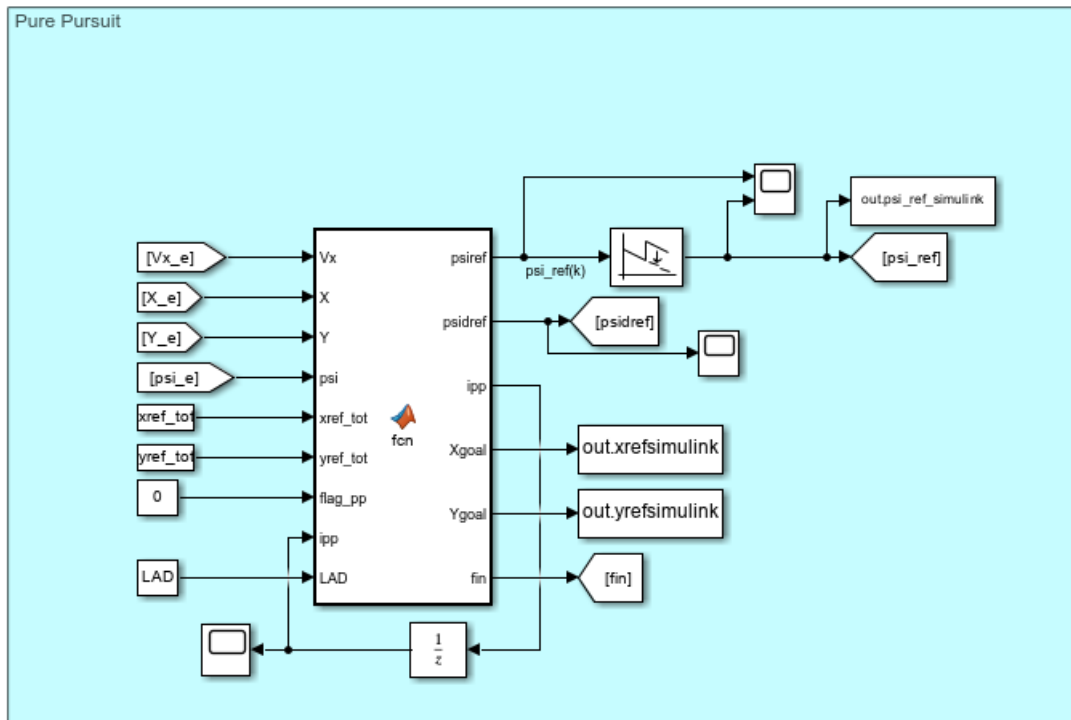 Pure Pursuit
out.psi_ref_simulink
[Vx_e]
Vx
psiref
psi_ref(k)
[psi_ref]
[X_e]
X
[Y_e]
Y
psidref
[psidref]
[psi_e]
psi
ipp
xref_tot
xref_tot
fcn
Xgoal
out.xrefsimulink
yref_tot
yref_tot
0
flag_pp
Ygoal
out.yrefsimulink
ipp
LAD
LAD
fin
[fin]
1
z